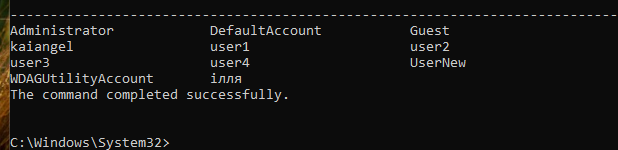 -------------------------------------------------------------------------------
Administrator            DefaultAccount           Guest
kaiangel                 user1                    user2
user3                    user4                    UserNew
WDAGUtilityAccount       ілля
The command completed successfully.
C:\Windows\System32>